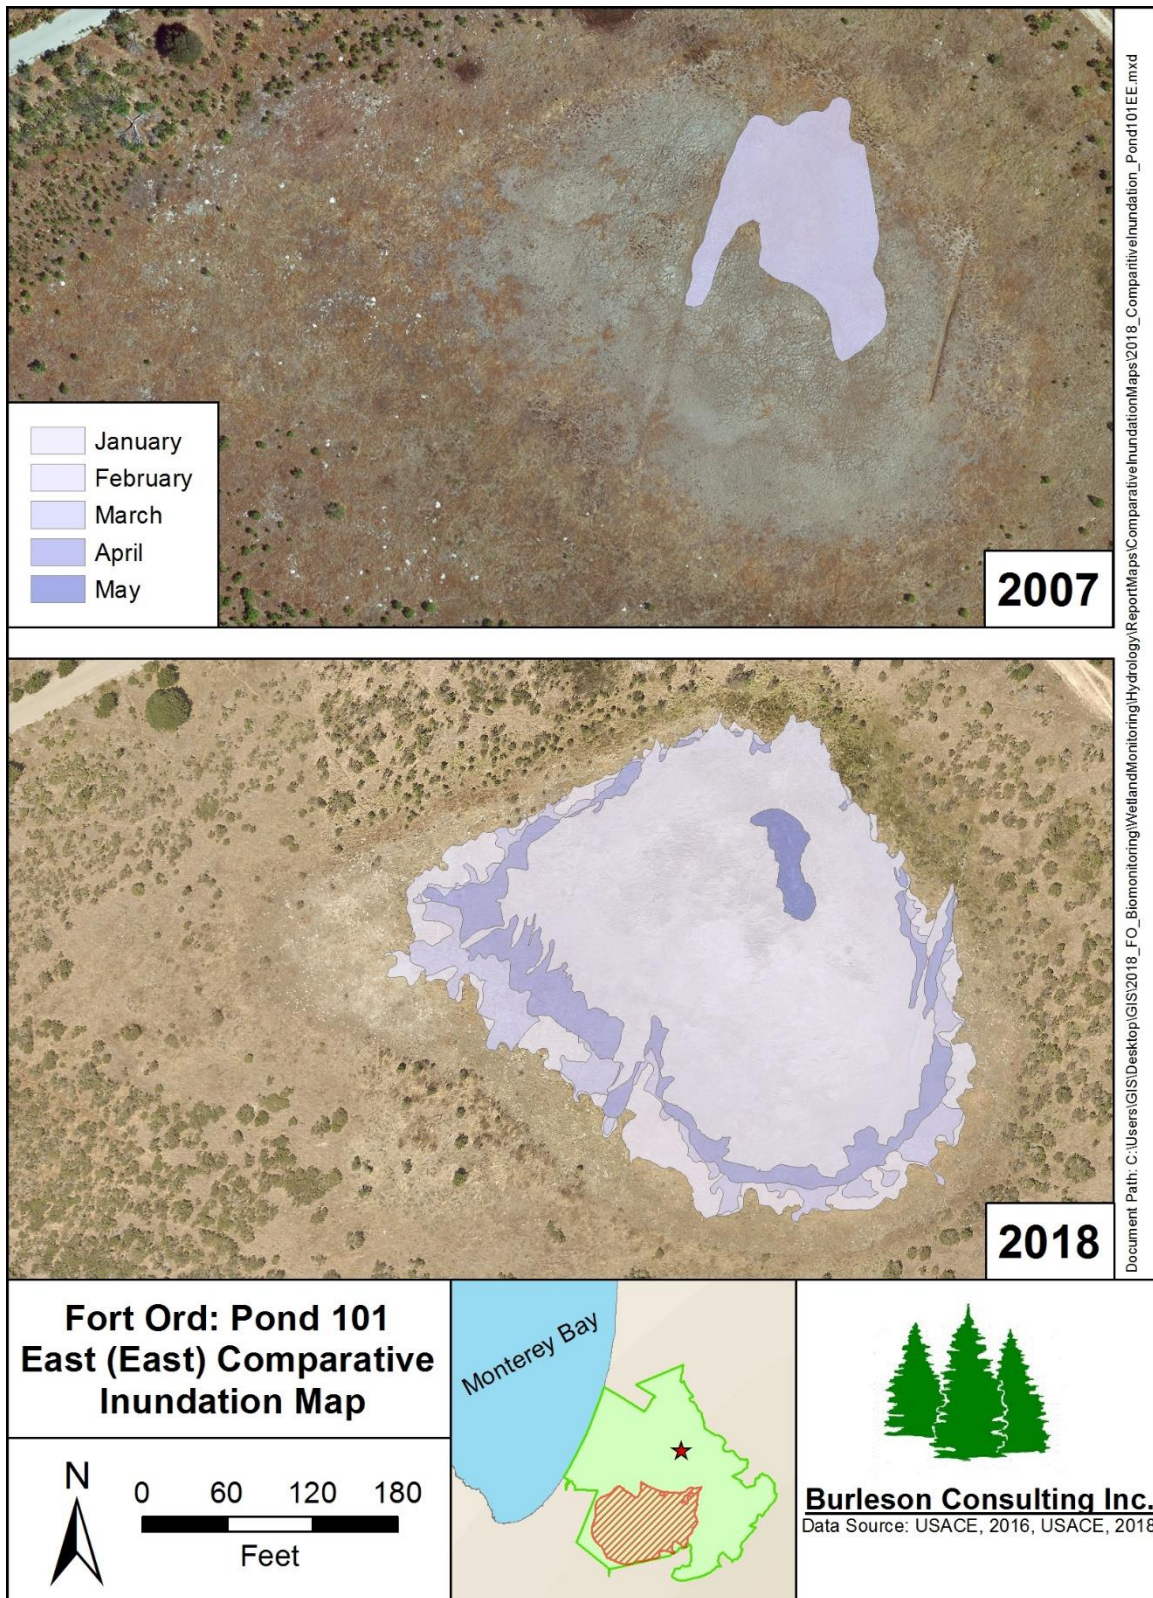 January
February
March
April
May
2007
2018
Document Path: C:\Users\GIS\Desktop\GIS\2018_FO_Biomonitoring\WetlandMonitoring\Hydrology\ReportMaps\ComparativeInundationMaps\2018_ComparitiveInundation_Pond101EE.mxd
Fort Ord: Pond 101
East (East) Comparative
Inundation Map
N
0 60 120 180
Feet
Monterey Bay
Burleson Consulting Inc.
Data Source: USACE, 2016, USACE, 2018